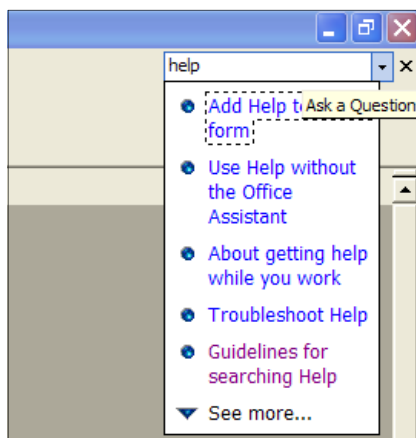 help
Add Help to
Ask a Question
form
Use Help without
the Office
Assistant
About getting help
while you work
Troubleshoot Help
Guidelines for
searching Help
See more...